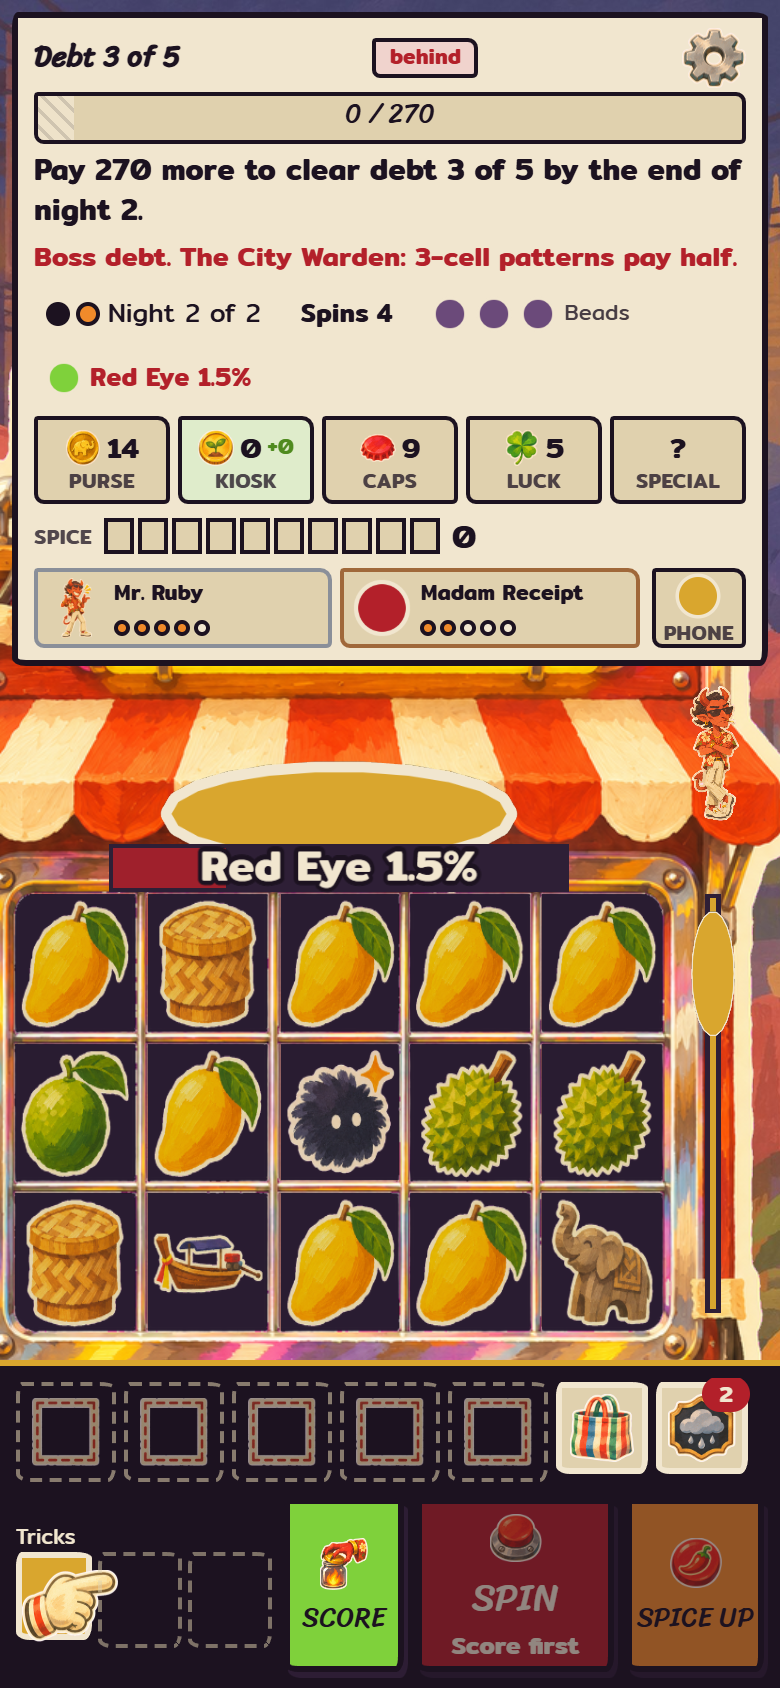 Debt 3 of 5
behind
0 / 270
Pay 270 more to clear debt 3 of 5 by the end of
night 2.
Boss debt. The City Warden: 3-cell patterns pay half.
Night 2 of 2
Spins 4
Beads
Red Eye 1.5%
14
PURSE
0 +0
KIOSK
9
CAPS
5
LUCK
?
SPECIAL
SPICE
0
Mr. Ruby
Madam Receipt
PHONE
Red Eye 1.5%
2
Tricks
SCORE
SPIN
Score first
SPICE UP